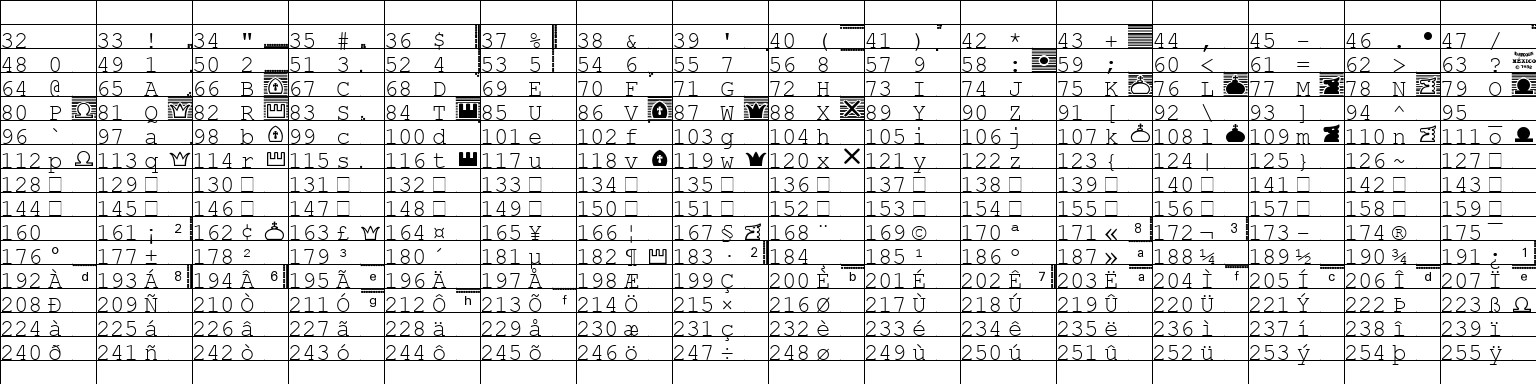 32 33 ! 34 " 35 # 36 $ 37 % 38 & 39 ' 40 ( 41 ) 42 * 43 + 44 , 45 - 46 . 47 /
48 0 49 1 50 2 51 3 52 4 53 5 54 6 55 7 56 8 57 9 58 : 59 ; 60 < 61 = 62 > 63 ? MÉXICO
64 @ 65 A 66 B 67 C 68 D 69 E 70 F 71 G 72 H 73 I 74 J 75 K 76 L 77 M 78 N 79 O
80 P 81 Q 82 R 83 S 84 T 85 U 86 V 87 W 88 X 89 Y 90 Z 91 [ 92 \ 93 ] 94 ^ 95 _
96 ` 97 a 98 b 99 c 100 d 101 e 102 f 103 g 104 h 105 i 106 j 107 k 108 l 109 m 110 n 111 o
112 p 113 q 114 r 115 s 116 t 117 u 118 v 119 w 120 x 121 y 122 z 123 { 124 | 125 } 126 ~ 127 □
128 □ 129 □ 130 □ 131 □ 132 □ 133 □ 134 □ 135 □ 136 □ 137 □ 138 □ 139 □ 140 □ 141 □ 142 □ 143 □
144 □ 145 □ 146 □ 147 □ 148 □ 149 □ 150 □ 151 □ 152 □ 153 □ 154 □ 155 □ 156 □ 157 □ 158 □ 159 □
160 161 ¡ 2 162 ¢ 163 £ 164 ¤ 165 ¥ 166 ¦ 167 § 168 ¨ 169 © 170 ª 171 « 8 172 ¬ 3 173 - 174 ® 175 ¯
176 ° 177 ± 178 ² 179 ³ 180 ´ 181 µ 182 ¶ 183 · 2 184 ¸ 185 ¹ 186 º 187 » a 188 ¼ 189 ½ 190 ¾ 191 ¿ 1
192 À d 193 Á 8 194 Â 6 195 Ã e 196 Ä 197 Å 198 Æ 199 Ç 200 È b 201 É 202 Ê 7 203 Ë a 204 Ì f 205 Í c 206 Î d 207 Ï e
208 Ð 209 Ñ 210 Ò 211 Ó g 212 Ô h 213 Õ f 214 Ö 215 × 216 Ø 217 Ù 218 Ú 219 Û 220 Ü 221 Ý 222 Þ 223 ß
224 à 225 á 226 â 227 ã 228 ä 229 å 230 æ 231 ç 232 è 233 é 234 ê 235 ë 236 ì 237 í 238 î 239 ï
240 ð 241 ñ 242 ò 243 ó 244 ô 245 õ 246 ö 247 ÷ 248 ø 249 ù 250 ú 251 û 252 ü 253 ý 254 þ 255 ÿ